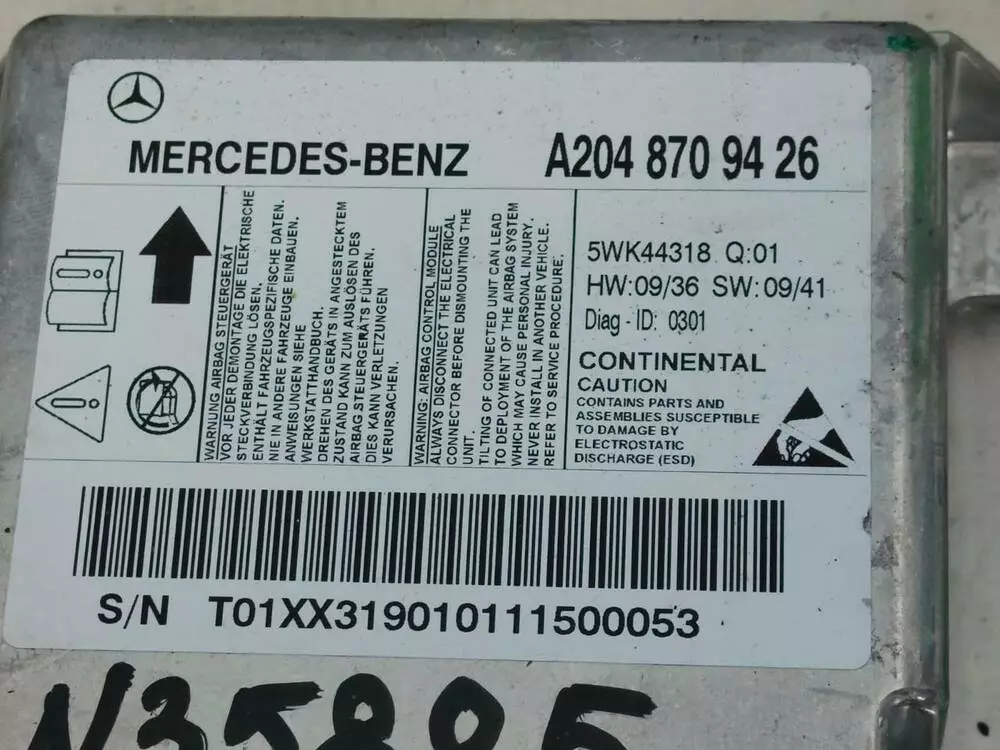 MERCEDES-BENZ
A204 870 94 26
WARNUNG AIRBAG STEUERGERÄT
VOR JEDER DEMONTAGE DIE ELEKTRISCHE
STECKVERBINDUNG LÖSEN.
ENTHÄLT FAHRZEUGSPEZIFISCHE DATEN.
NIE IN ANDERE FAHRZEUGE EINBAUEN.
ANWEISUNGEN SIEHE
WERKSTATTHANDBUCH.
DREHEN DES GERÄTS IN ANGESTECKTEM
ZUSTAND KANN ZUM AUSLÖSEN DES
AIRBAG STEUERGERÄTS FÜHREN.
DIES KANN VERLETZUNGEN
VERURSACHEN.
WARNING: AIRBAG CONTROL MODULE
ALWAYS DISCONNECT THE ELECTRICAL
CONNECTOR BEFORE DISMOUNTING THE
UNIT.
TILTING OF CONNECTED UNIT CAN LEAD
TO DEPLOYMENT OF THE AIRBAG SYSTEM
WHICH MAY CAUSE PERSONAL INJURY.
NEVER INSTALL IN ANOTHER VEHICLE.
REFER TO SERVICE PROCEDURE.
5WK44318 Q:01
HW:09/36 SW:09/41
Diag-ID: 0301
CONTINENTAL
CAUTION
CONTAINS PARTS AND
ASSEMBLIES SUSCEPTIBLE
TO DAMAGE BY
ELECTROSTATIC
DISCHARGE (ESD)
S/N T01XX319010111500053